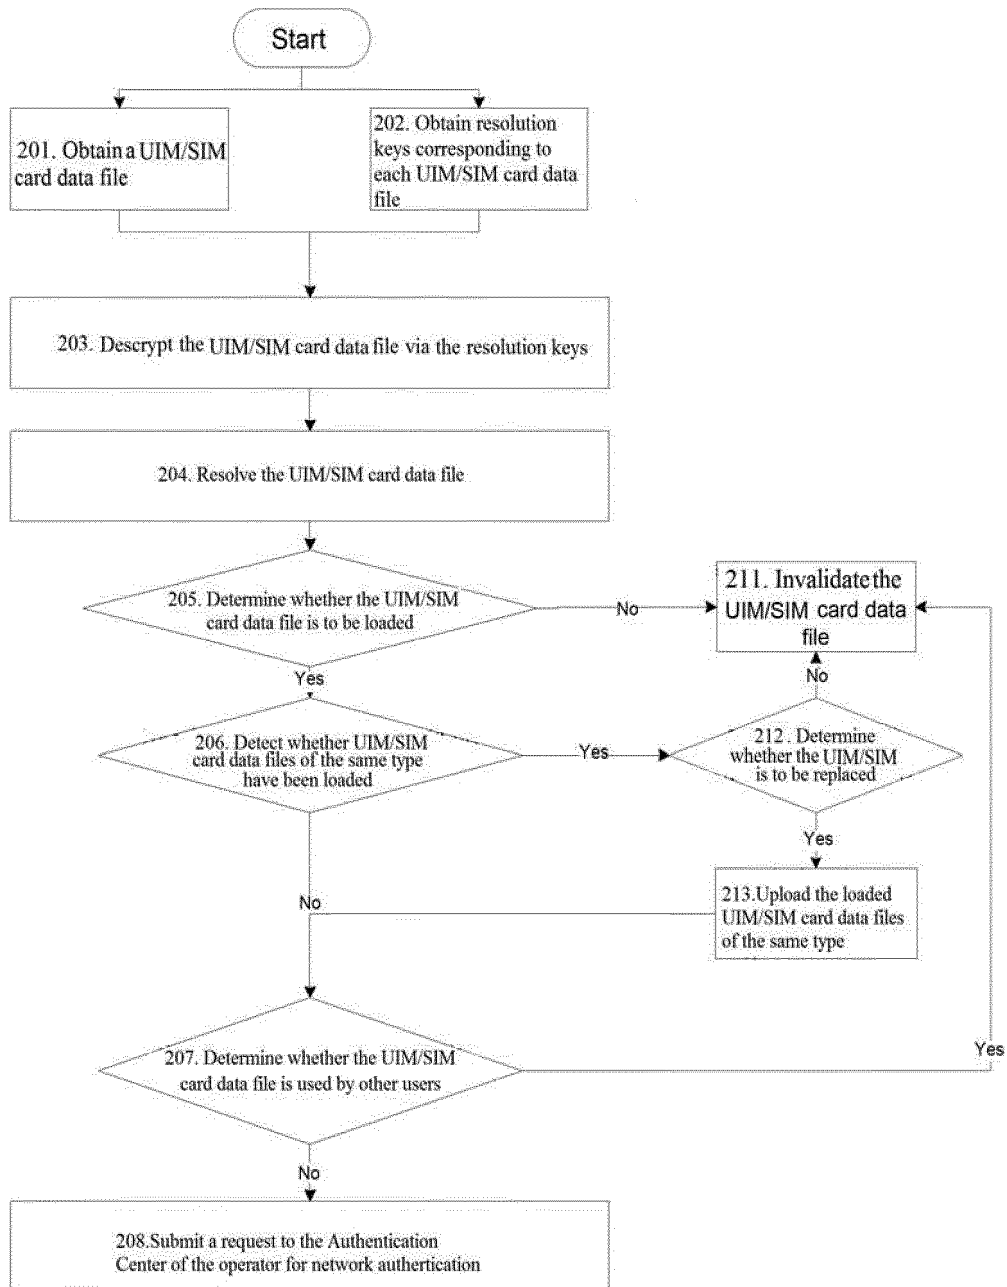 Start
201. Obtain a UIM/SIM
card data file
202. Obtain resolution
keys corresponding to
each UIM/SIM card data
file
203. Descrypt the UIM/SIM card data file via the resolution keys
204. Resolve the UIM/SIM card data file
205. Determine whether the UIM/SIM
card data file is to be loaded
No
211. Invalidate the
UIM/SIM card data
file
Yes
No
206. Detect whether UIM/SIM
card data files of the same type
have been loaded
Yes
212. Determine
whether the UIM/SIM
is to be replaced
Yes
No
213.Upload the loaded
UIM/SIM card data files
of the same type
207. Determine whether the UIM/SIM
card data file is used by other users
Yes
No
208.Submit a request to the Authentication
Center of the operator for network authertication